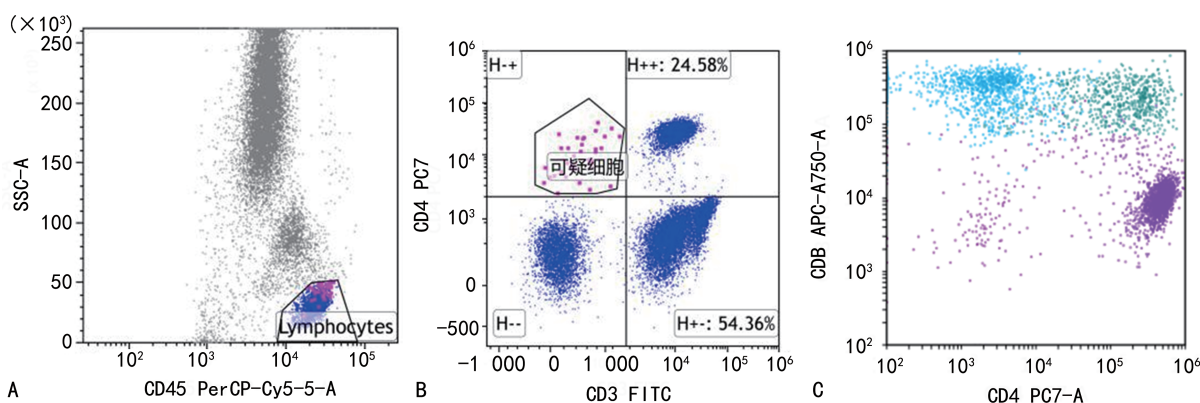 (×10³)
250
200
150
100
50
0
SSC-A
Lymphocytes
10² 10³ 10⁴ 10⁵
CD45 PerCP-Cy5-5-A
A
10⁶
10⁵
10⁴
10³
0
-500
CD4 PC7
H-+
H++: 24.58%
可疑细胞
H--
H+-: 54.36%
-1 000 0 1 000 10⁴ 10⁵ 10⁶
CD3 FITC
B
10⁶
10⁵
10⁴
10³
10²
CDB APC-A750-A
10² 10³ 10⁴ 10⁵ 10⁶
CD4 PC7-A
C